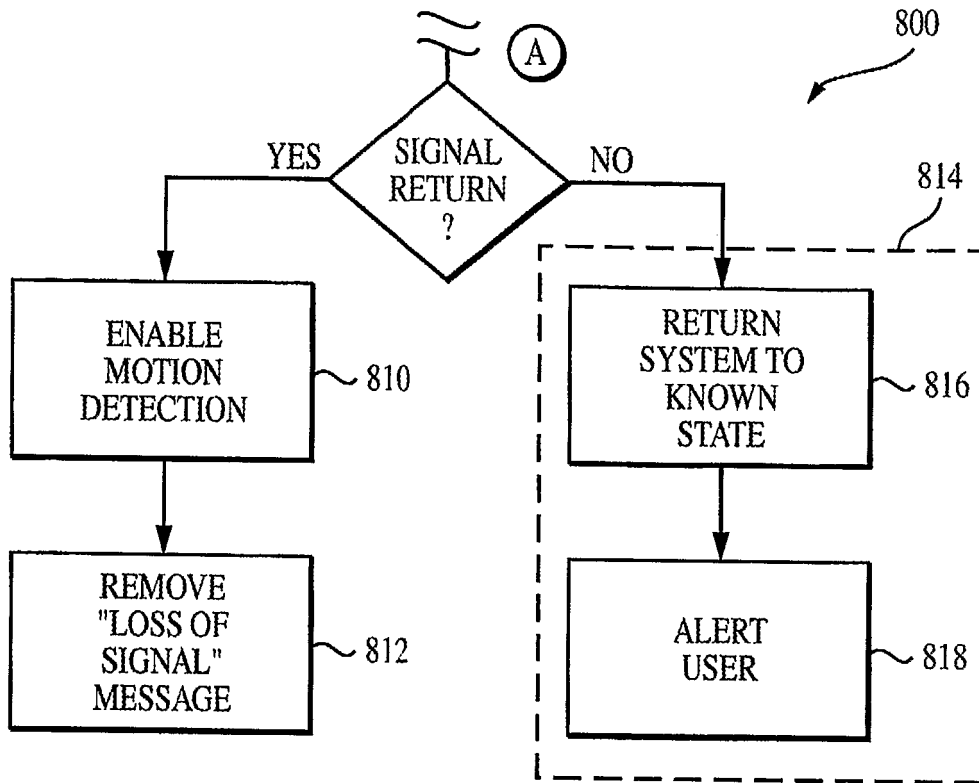 800
A
SIGNAL
RETURN
?
YES
NO
814
ENABLE
MOTION
DETECTION
810
RETURN
SYSTEM TO
KNOWN
STATE
816
REMOVE
"LOSS OF
SIGNAL"
MESSAGE
812
ALERT
USER
818